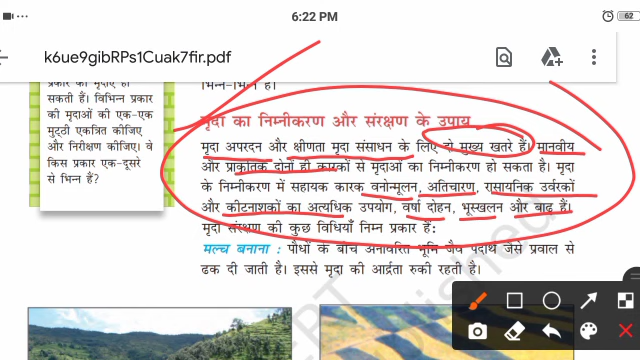 6:22 PM
62
k6ue9gibRPs1Cuak7fir.pdf
प्रकार की मृदाएँ हो
सकती हैं। विभिन्न प्रकार
की मृदाओं की एक-एक
मुट्ठी एकत्रित कीजिए
और निरीक्षण कीजिए। वे
किस प्रकार एक-दूसरे
से भिन्न हैं?
भिन्न-भिन्न है।
मृदा का निम्नीकरण और संरक्षण के उपाय
मृदा अपरदन और क्षीणता मृदा संसाधन के लिए दो मुख्य खतरे हैं। मानवीय
और प्राकृतिक दोनों ही कारकों से मृदाओं का निम्नीकरण हो सकता है। मृदा
के निम्नीकरण में सहायक कारक वनोन्मूलन, अतिचारण, रासायनिक उर्वरकों
और कीटनाशकों का अत्यधिक उपयोग, वर्षा दोहन, भूस्खलन और बाढ़ हैं।
मृदा संरक्षण की कुछ विधियाँ निम्न प्रकार हैं:
मल्च बनाना : पौधों के बीच अनावरित भूमि जैव पदार्थ जैसे प्रवाल से
ढक दी जाती है। इससे मृदा की आर्द्रता रुकी रहती है।